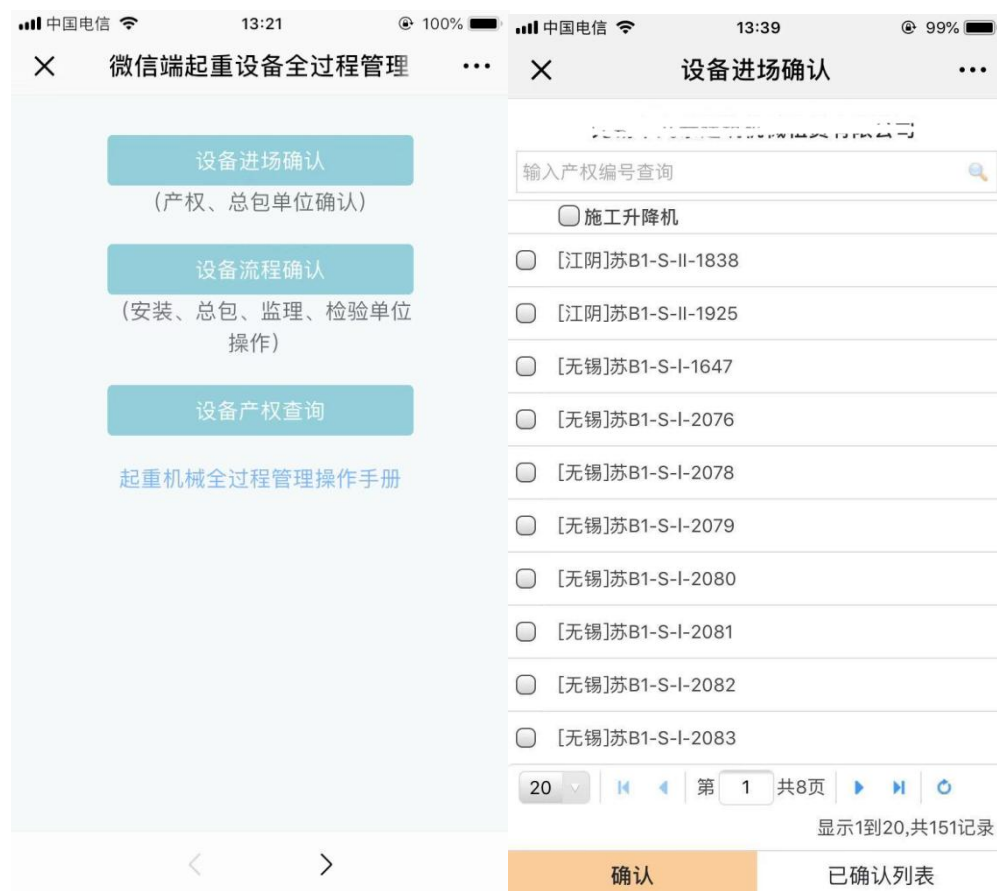 中国电信 13:21 100%
微信端起重设备全过程管理
设备进场确认
(产权、总包单位确认)
设备流程确认
(安装、总包、监理、检验单位
操作)
设备产权查询
起重机械全过程管理操作手册
中国电信 13:39 99%
设备进场确认
输入产权编号查询
施工升降机
[江阴]苏B1-S-II-1838
[江阴]苏B1-S-II-1925
[无锡]苏B1-S-I-1647
[无锡]苏B1-S-I-2076
[无锡]苏B1-S-I-2078
[无锡]苏B1-S-I-2079
[无锡]苏B1-S-I-2080
[无锡]苏B1-S-I-2081
[无锡]苏B1-S-I-2082
[无锡]苏B1-S-I-2083
20 第 1 共8页
显示1到20,共151记录
确认 已确认列表